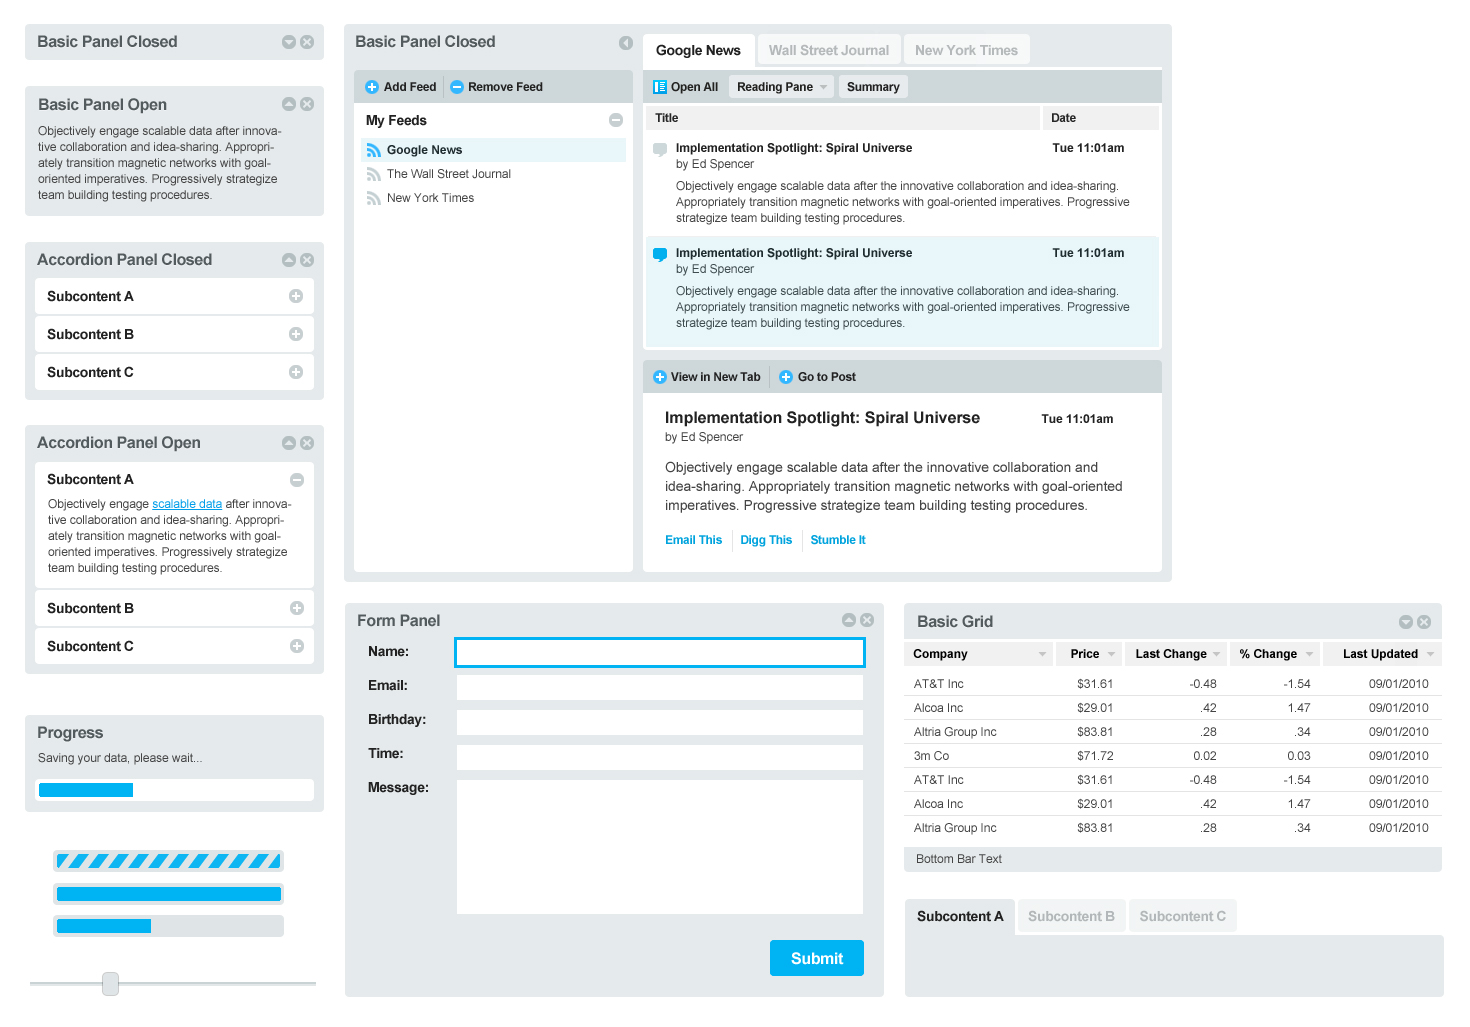 Basic Panel Closed
Basic Panel Open
Objectively engage scalable data after innova-
tive collaboration and idea-sharing. Appropri-
ately transition magnetic networks with goal-
oriented imperatives. Progressively strategize
team building testing procedures.
Accordion Panel Closed
Subcontent A
Subcontent B
Subcontent C
Accordion Panel Open
Subcontent A
Objectively engage scalable data after innova-
tive collaboration and idea-sharing. Appropri-
ately transition magnetic networks with goal-
oriented imperatives. Progressively strategize
team building testing procedures.
Subcontent B
Subcontent C
Progress
Saving your data, please wait...
Basic Panel Closed
Add Feed Remove Feed
My Feeds
Google News
The Wall Street Journal
New York Times
Google News Wall Street Journal New York Times
Open All Reading Pane Summary
Title Date
Implementation Spotlight: Spiral Universe Tue 11:01am
by Ed Spencer
Objectively engage scalable data after the innovative collaboration and idea-sharing.
Appropriately transition magnetic networks with goal-oriented imperatives. Progressive
strategize team building testing procedures.
Implementation Spotlight: Spiral Universe Tue 11:01am
by Ed Spencer
Objectively engage scalable data after the innovative collaboration and idea-sharing.
Appropriately transition magnetic networks with goal-oriented imperatives. Progressive
strategize team building testing procedures.
View in New Tab Go to Post
Implementation Spotlight: Spiral Universe Tue 11:01am
by Ed Spencer
Objectively engage scalable data after the innovative collaboration and
idea-sharing. Appropriately transition magnetic networks with goal-oriented
imperatives. Progressive strategize team building testing procedures.
Email This Digg This Stumble It
Form Panel
Name:
Email:
Birthday:
Time:
Message:
Submit
Basic Grid
Company Price Last Change % Change Last Updated
AT&T Inc $31.61 -0.48 -1.54 09/01/2010
Alcoa Inc $29.01 .42 1.47 09/01/2010
Altria Group Inc $83.81 .28 .34 09/01/2010
3m Co $71.72 0.02 0.03 09/01/2010
AT&T Inc $31.61 -0.48 -1.54 09/01/2010
Alcoa Inc $29.01 .42 1.47 09/01/2010
Altria Group Inc $83.81 .28 .34 09/01/2010
Bottom Bar Text
Subcontent A Subcontent B Subcontent C